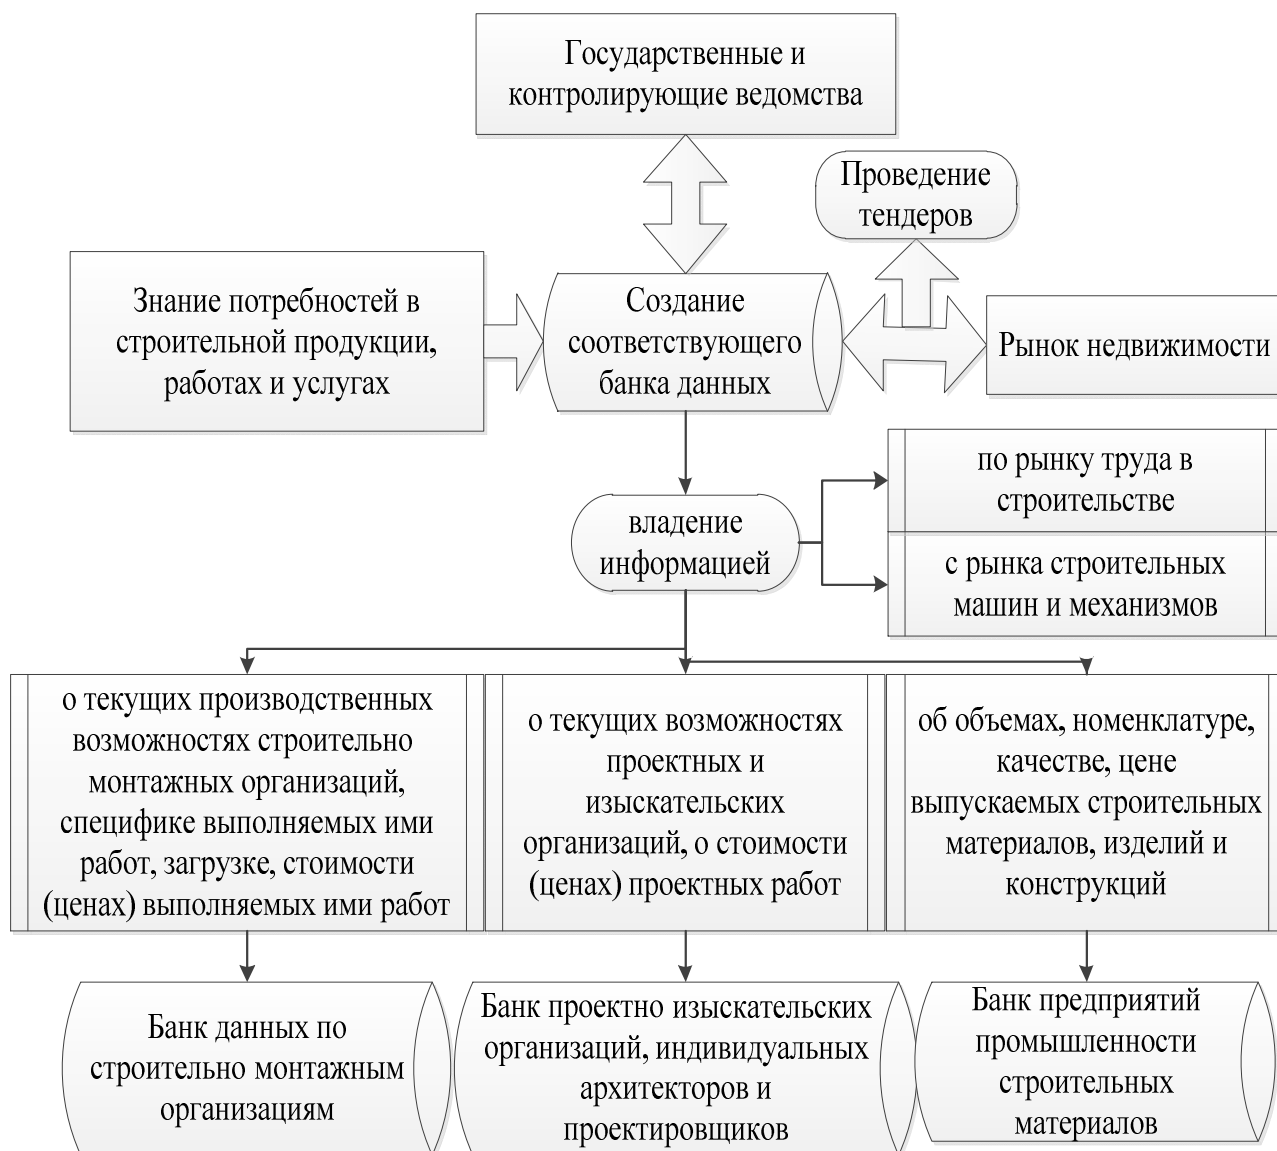 Государственные и
контролирующие ведомства
Проведение
тендеров
Знание потребностей в
строительной продукции,
работах и услугах
Создание
соответствующего
банка данных
Рынок недвижимости
по рынку труда в
строительстве
владение
информацией
с рынка строительных
машин и механизмов
о текущих производственных
возможностях строительно
монтажных организаций,
специфике выполняемых ими
работ, загрузке, стоимости
(ценах) выполняемых ими работ
о текущих возможностях
проектных и
изыскательских
организаций, о стоимости
(ценах) проектных работ
об объемах, номенклатуре,
качестве, цене
выпускаемых строительных
материалов, изделий и
конструкций
Банк данных по
строительно монтажным
организациям
Банк проектно изыскательских
организаций, индивидуальных
архитекторов и
проектировщиков
Банк предприятий
промышленности
строительных
материалов